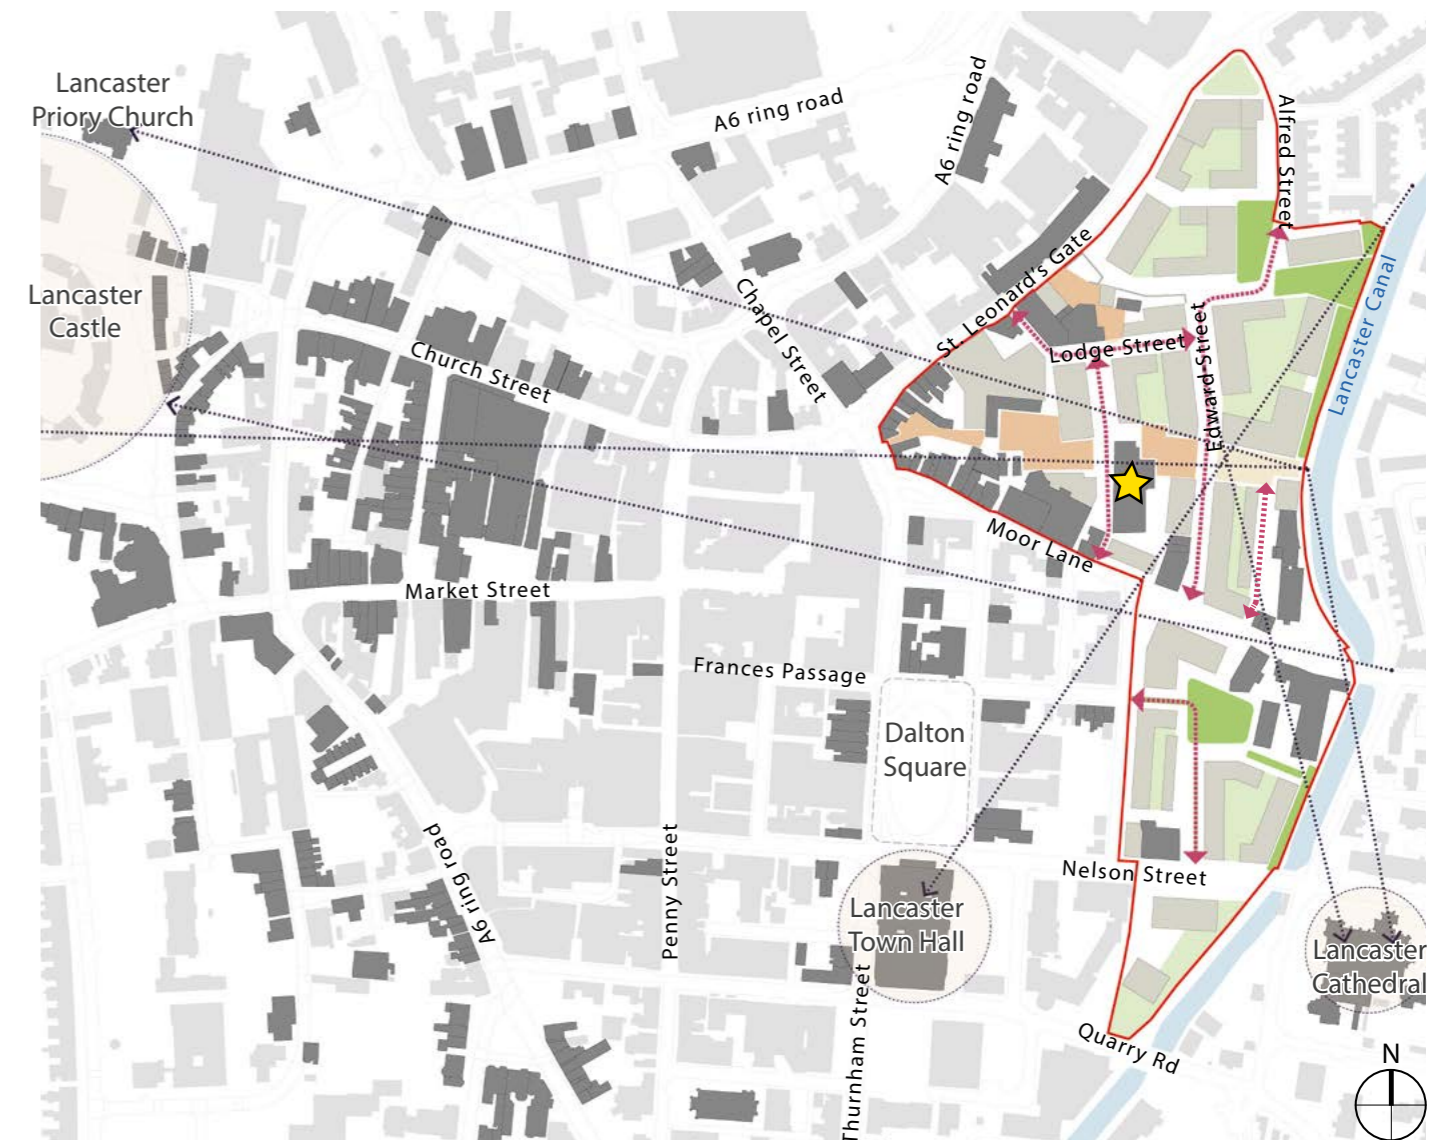 Lancaster
Priory Church
A6 ring road
A6 ring road
Alfred Street
St. Leonard's Gate
Lancaster
Castle
Chapel Street
Church Street
Lodge Street
Edward Street
Lancaster Canal
Moor Lane
Market Street
Frances Passage
Dalton
Square
A6 ring road
Penny Street
Nelson Street
Lancaster
Town Hall
Lancaster
Cathedral
Thurnham Street
Quarry Rd
N